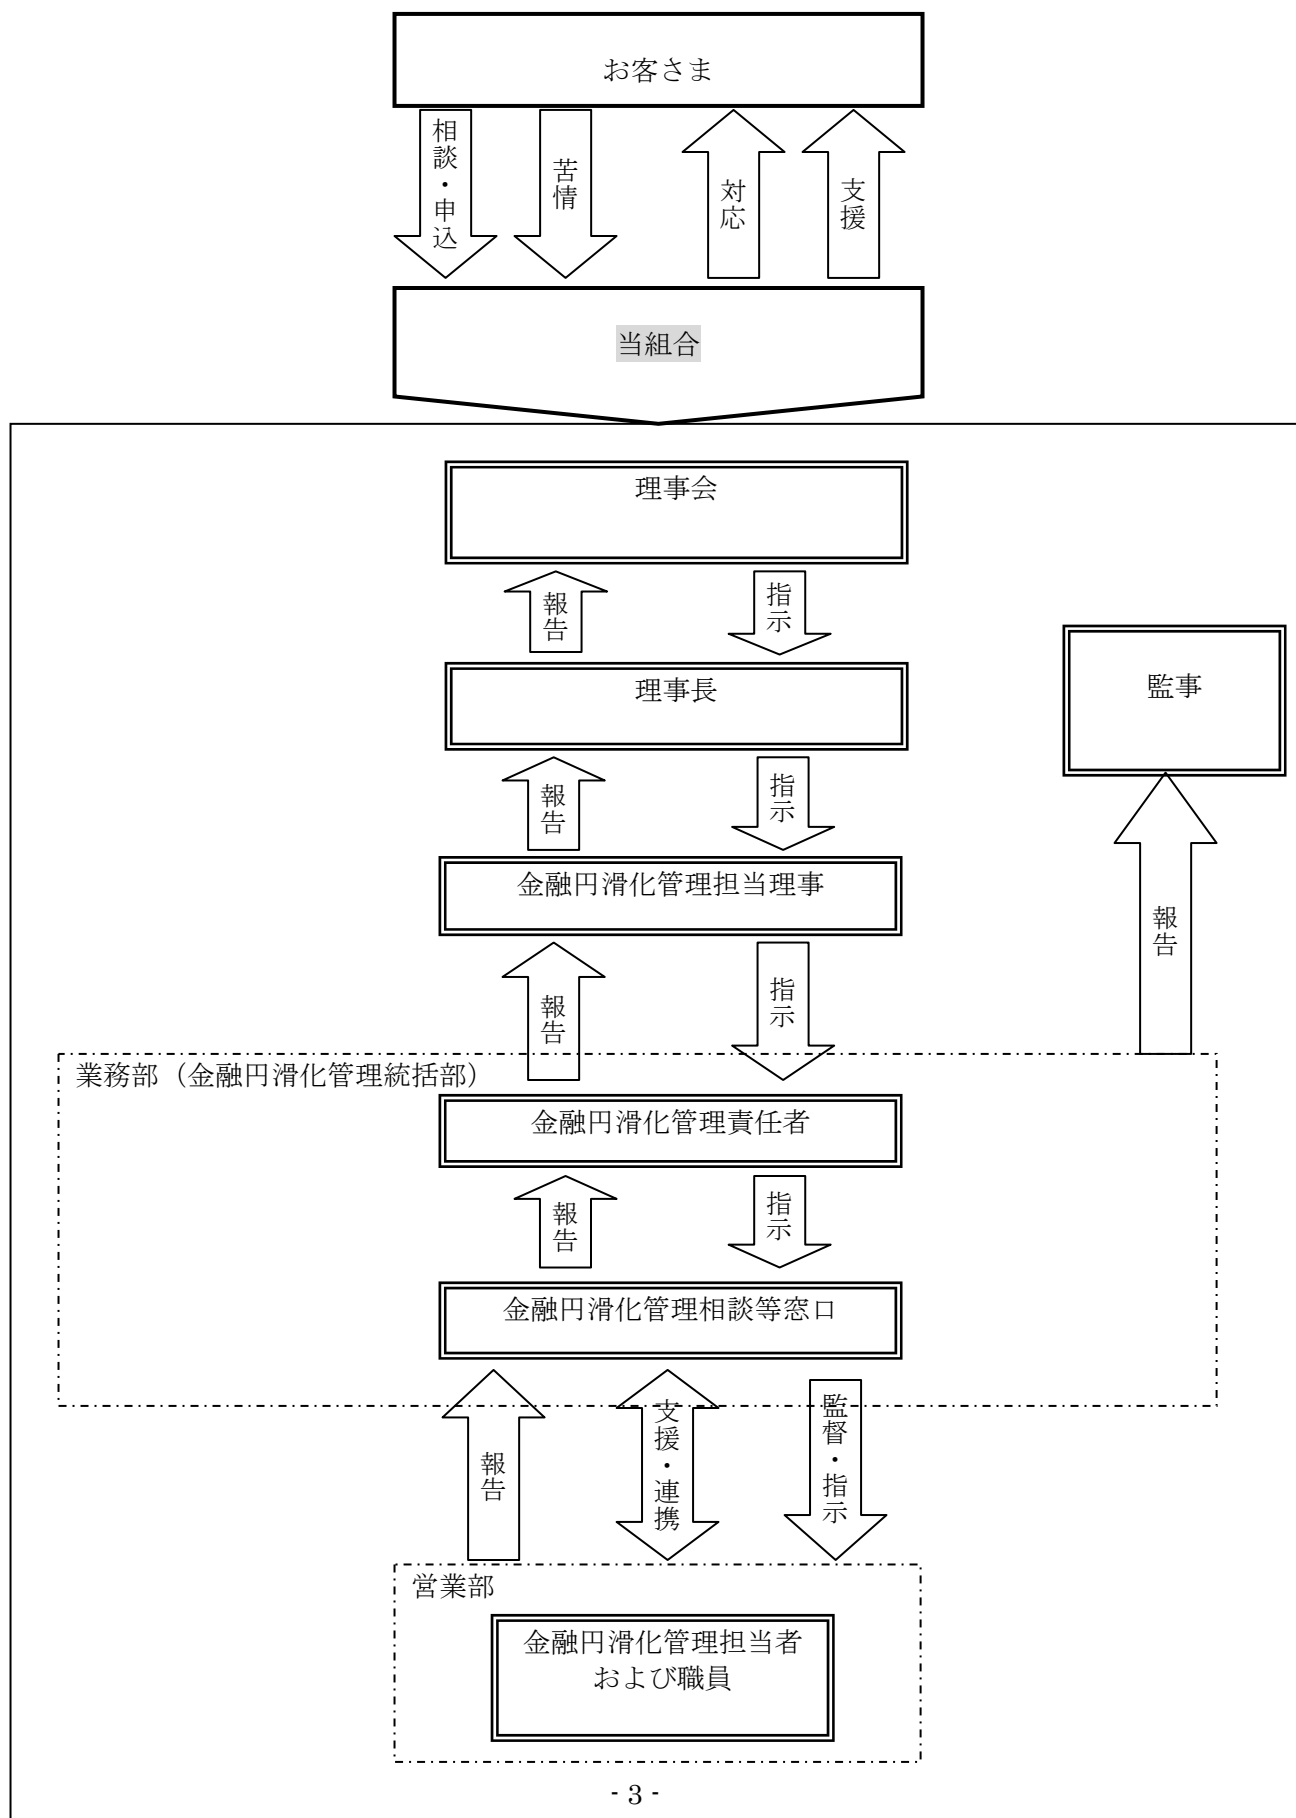 お客さま
相談・申込
苦情
対応
支援
当組合
理事会
報告
指示
理事長
監事
報告
指示
金融円滑化管理担当理事
報告
報告
指示
業務部（金融円滑化管理統括部）
金融円滑化管理責任者
報告
指示
金融円滑化管理相談等窓口
報告
支援・連携
監督・指示
営業部
金融円滑化管理担当者
および職員
- 3 -